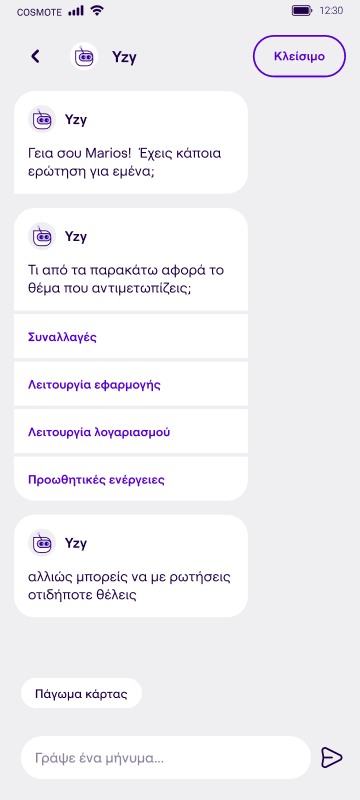 COSMOTE 12:30
Yzy Κλείσιμο
Yzy
Γεια σου Marios! Έχεις κάποια
ερώτηση για εμένα;
Yzy
Τι από τα παρακάτω αφορά το
θέμα που αντιμετωπίζεις;
Συναλλαγές
Λειτουργία εφαρμογής
Λειτουργία λογαριασμού
Προωθητικές ενέργειες
Yzy
αλλιώς μπορείς να με ρωτήσεις
οτιδήποτε θέλεις
Πάγωμα κάρτας
Γράψε ένα μήνυμα...